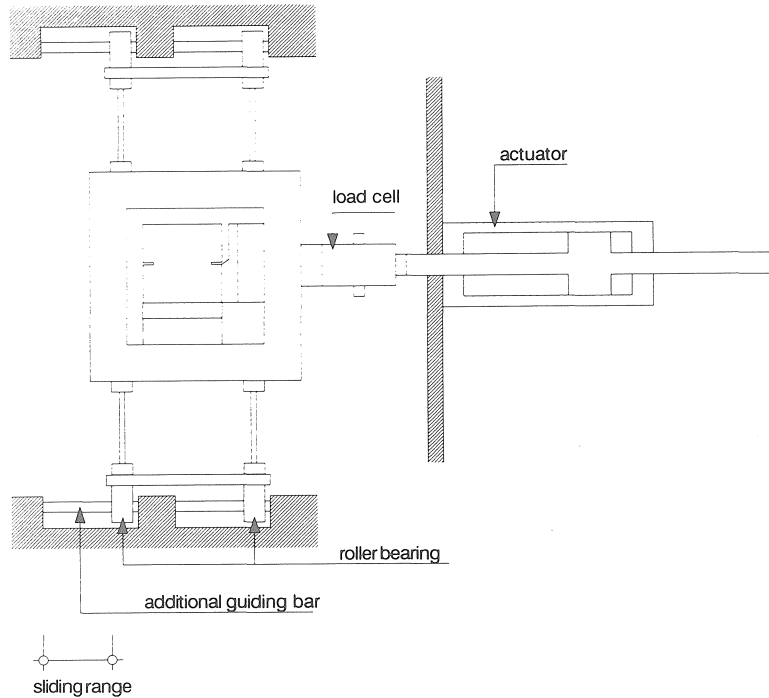 actuator
load cell
roller bearing
additional guiding bar
sliding range